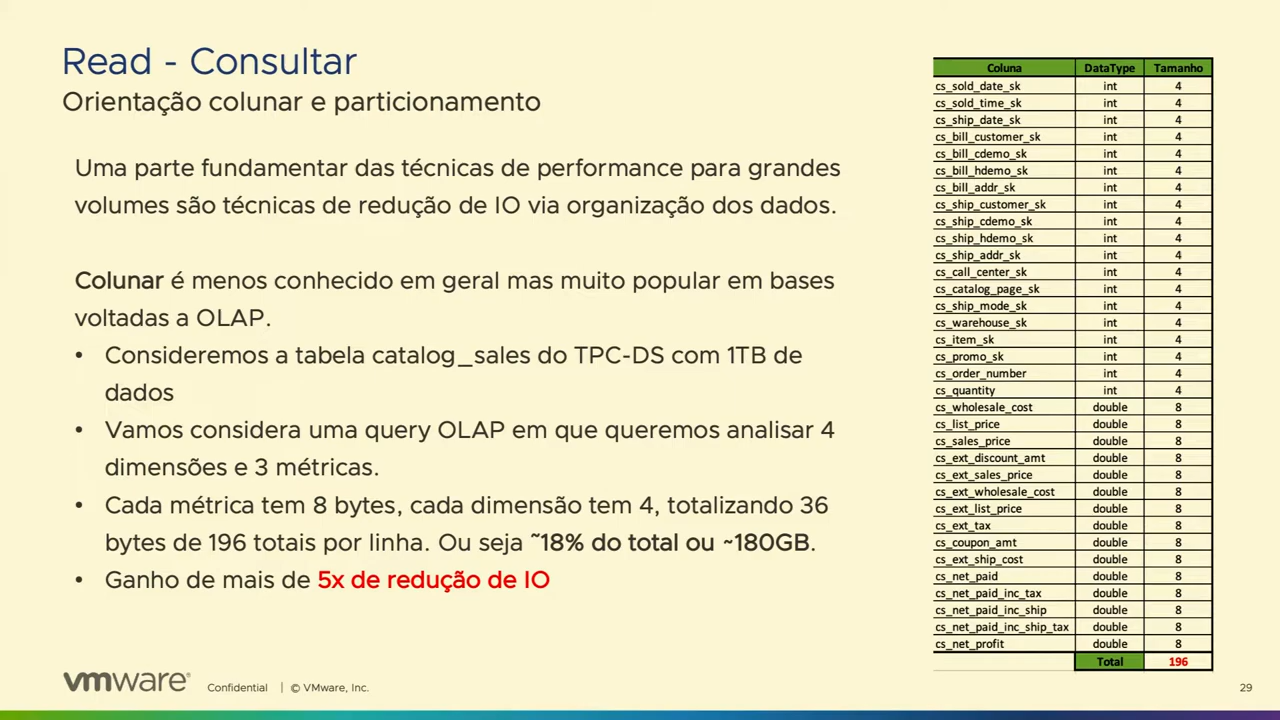 Read - Consultar
Orientação colunar e particionamento
Uma parte fundamentar das técnicas de performance para grandes
volumes são técnicas de redução de IO via organização dos dados.
Colunar é menos conhecido em geral mas muito popular em bases
voltadas a OLAP.
• Consideremos a tabela catalog_sales do TPC-DS com 1TB de
dados
• Vamos considera uma query OLAP em que queremos analisar 4
dimensões e 3 métricas.
• Cada métrica tem 8 bytes, cada dimensão tem 4, totalizando 36
bytes de 196 totais por linha. Ou seja ~18% do total ou ~180GB.
• Ganho de mais de 5x de redução de IO
Coluna DataType Tamanho
cs_sold_date_sk int 4
cs_sold_time_sk int 4
cs_ship_date_sk int 4
cs_bill_customer_sk int 4
cs_bill_cdemo_sk int 4
cs_bill_hdemo_sk int 4
cs_bill_addr_sk int 4
cs_ship_customer_sk int 4
cs_ship_cdemo_sk int 4
cs_ship_hdemo_sk int 4
cs_ship_addr_sk int 4
cs_call_center_sk int 4
cs_catalog_page_sk int 4
cs_ship_mode_sk int 4
cs_warehouse_sk int 4
cs_item_sk int 4
cs_promo_sk int 4
cs_order_number int 4
cs_quantity int 4
cs_wholesale_cost double 8
cs_list_price double 8
cs_sales_price double 8
cs_ext_discount_amt double 8
cs_ext_sales_price double 8
cs_ext_wholesale_cost double 8
cs_ext_list_price double 8
cs_ext_tax double 8
cs_coupon_amt double 8
cs_ext_ship_cost double 8
cs_net_paid double 8
cs_net_paid_inc_tax double 8
cs_net_paid_inc_ship double 8
cs_net_paid_inc_ship_tax double 8
cs_net_profit double 8
Total 196
vmware® Confidential | © VMware, Inc. 29